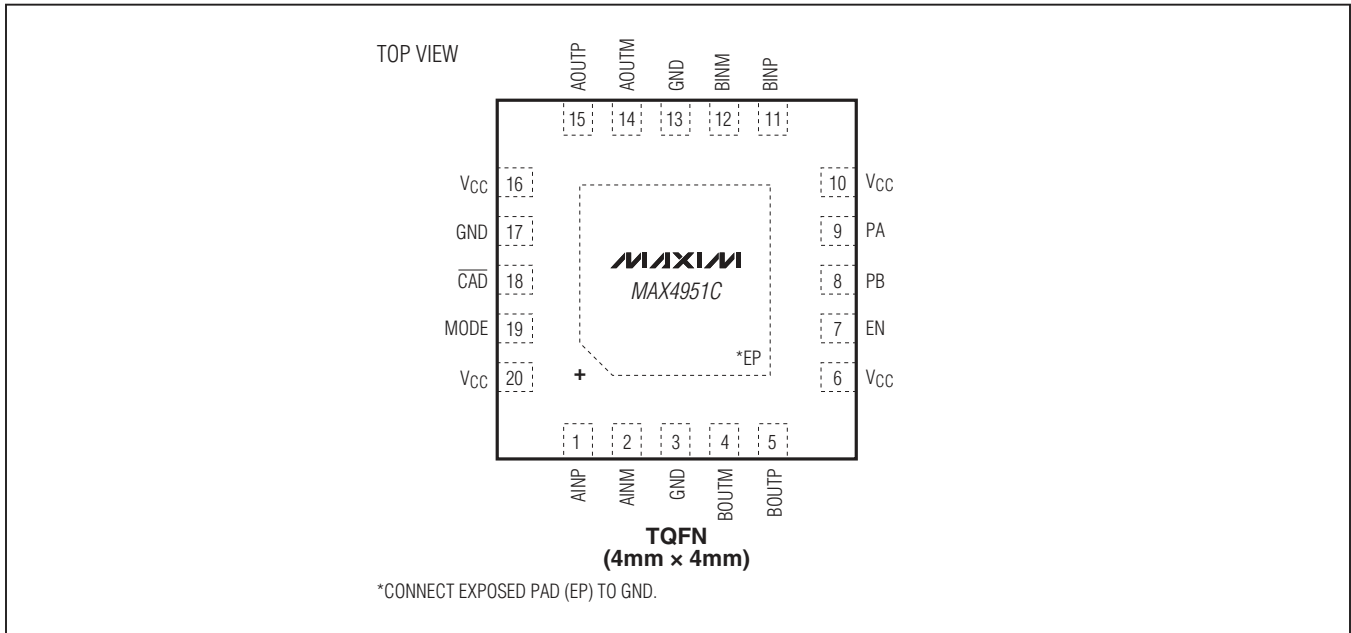 TOP VIEW
AOUTP AOUTM GND BINM BINP
15 14 13 12 11
VCC 16 10 VCC
GND 17 9 PA
MAXIM
MAX4951C
C̅A̅D̅ 18 8 PB
MODE 19 7 EN
*EP
VCC 20 + 6 VCC
1 2 3 4 5
AINP AINM GND BOUTM BOUTP
TQFN
(4mm × 4mm)
*CONNECT EXPOSED PAD (EP) TO GND.